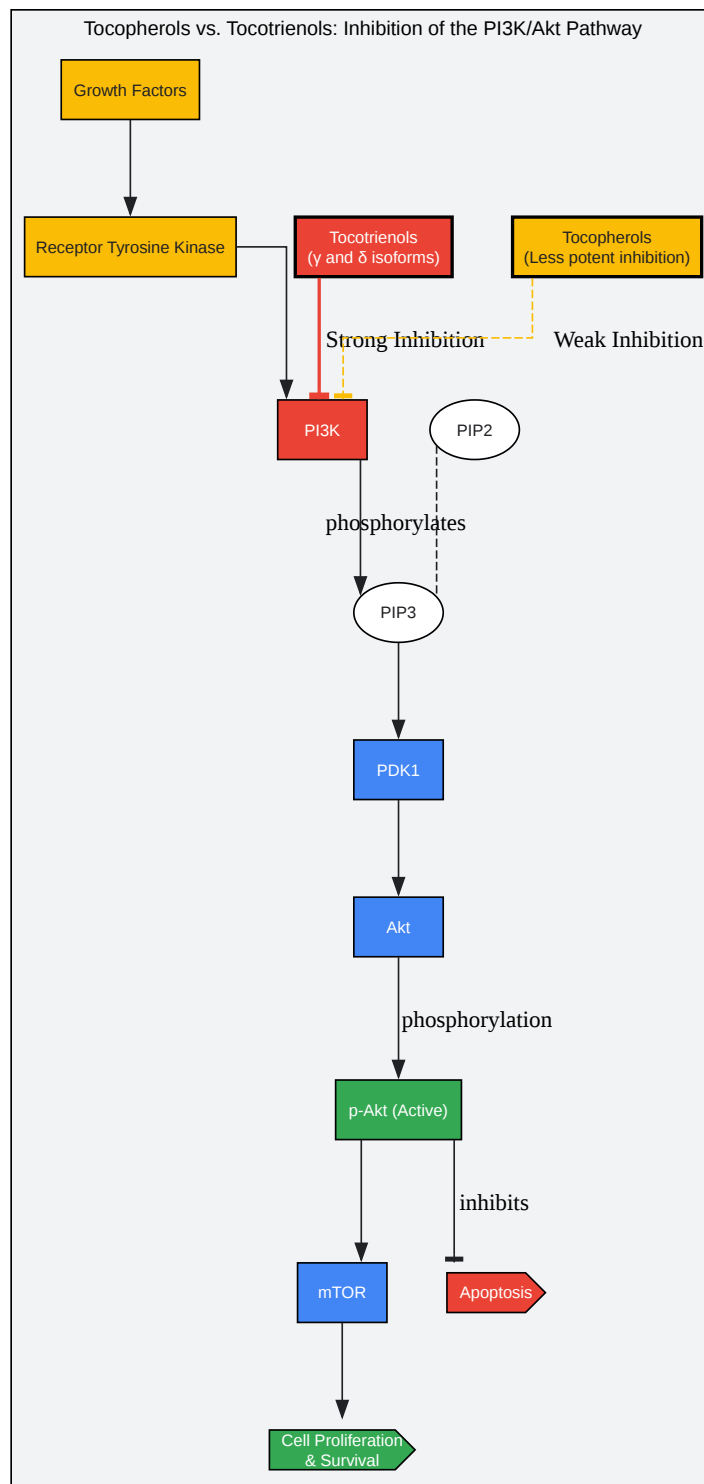 Tocopherols vs. Tocotrienols: Inhibition of the PI3K/Akt Pathway
Growth Factors
Receptor Tyrosine Kinase
Tocotrienols
(γ and δ isoforms)
Tocopherols
(Less potent inhibition)
Strong Inhibition
Weak Inhibition
PI3K
PIP2
phosphorylates
PIP3
PDK1
Akt
phosphorylation
p-Akt (Active)
inhibits
mTOR
Apoptosis
Cell Proliferation
& Survival